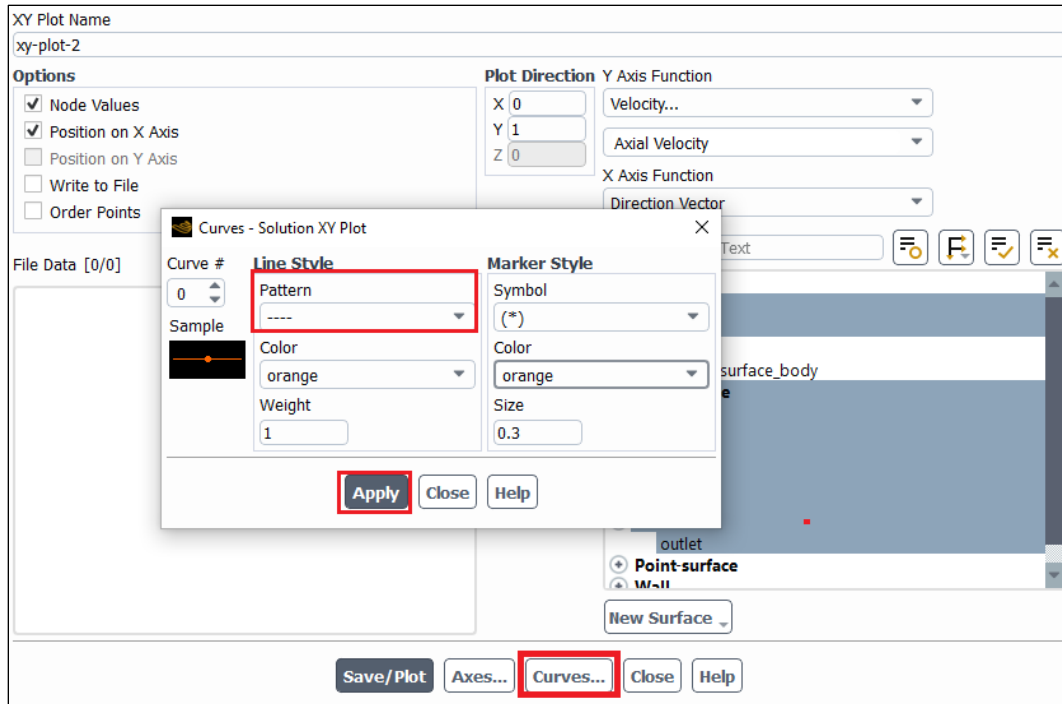 XY Plot Name
xy-plot-2
Options
Node Values
Position on X Axis
Position on Y Axis
Write to File
Order Points
Plot Direction
X 0
Y 1
Z 0
Y Axis Function
Velocity...
Axial Velocity
X Axis Function
Direction Vector
Text
File Data [0/0]
Curves - Solution XY Plot
Curve #
0
Sample
Line Style
Pattern
----
Color
orange
Weight
1
Marker Style
Symbol
(*)
Color
orange
Size
0.3
Apply Close Help
surface_body
e
outlet
Point-surface
Wall
New Surface
Save/Plot Axes... Curves... Close Help